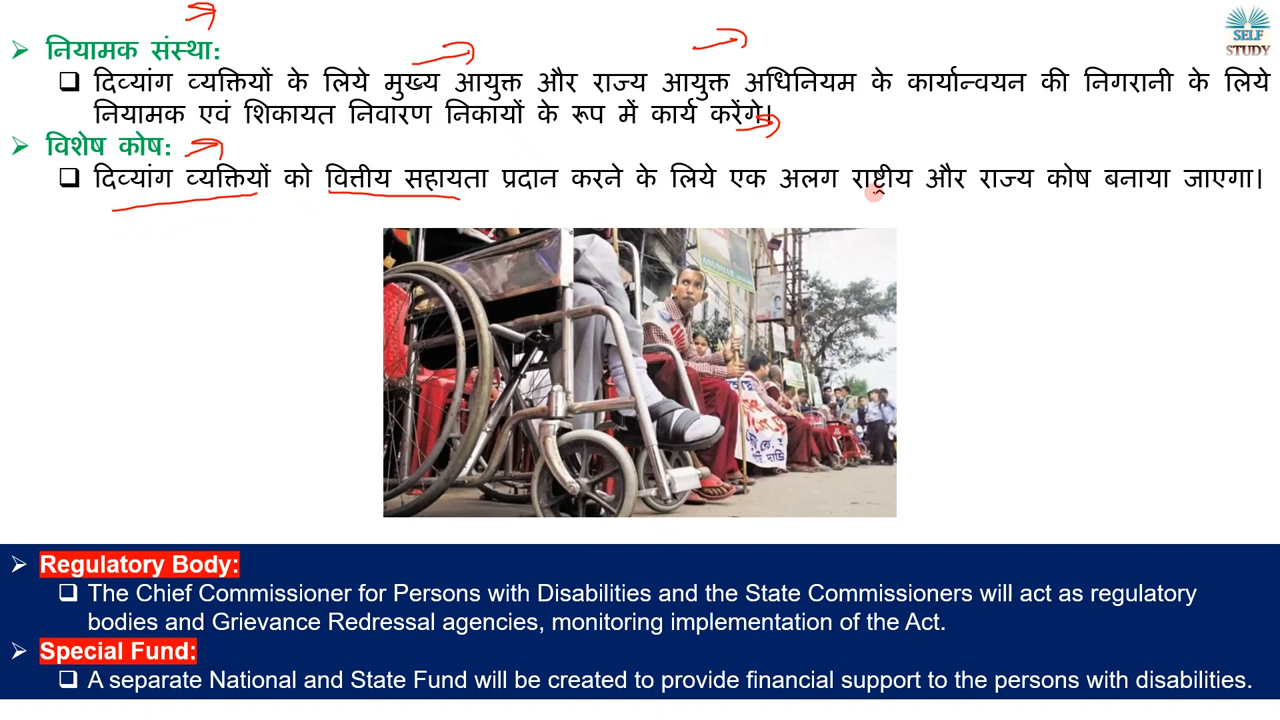 SELF
STUDY
नियामक संस्था:
दिव्यांग व्यक्तियों के लिये मुख्य आयुक्त और राज्य आयुक्त अधिनियम के कार्यान्वयन की निगरानी के लिये
नियामक एवं शिकायत निवारण निकायों के रूप में कार्य करेंगे।
विशेष कोष:
दिव्यांग व्यक्तियों को वित्तीय सहायता प्रदान करने के लिये एक अलग राष्ट्रीय और राज्य कोष बनाया जाएगा।
Regulatory Body:
The Chief Commissioner for Persons with Disabilities and the State Commissioners will act as regulatory
bodies and Grievance Redressal agencies, monitoring implementation of the Act.
Special Fund:
A separate National and State Fund will be created to provide financial support to the persons with disabilities.